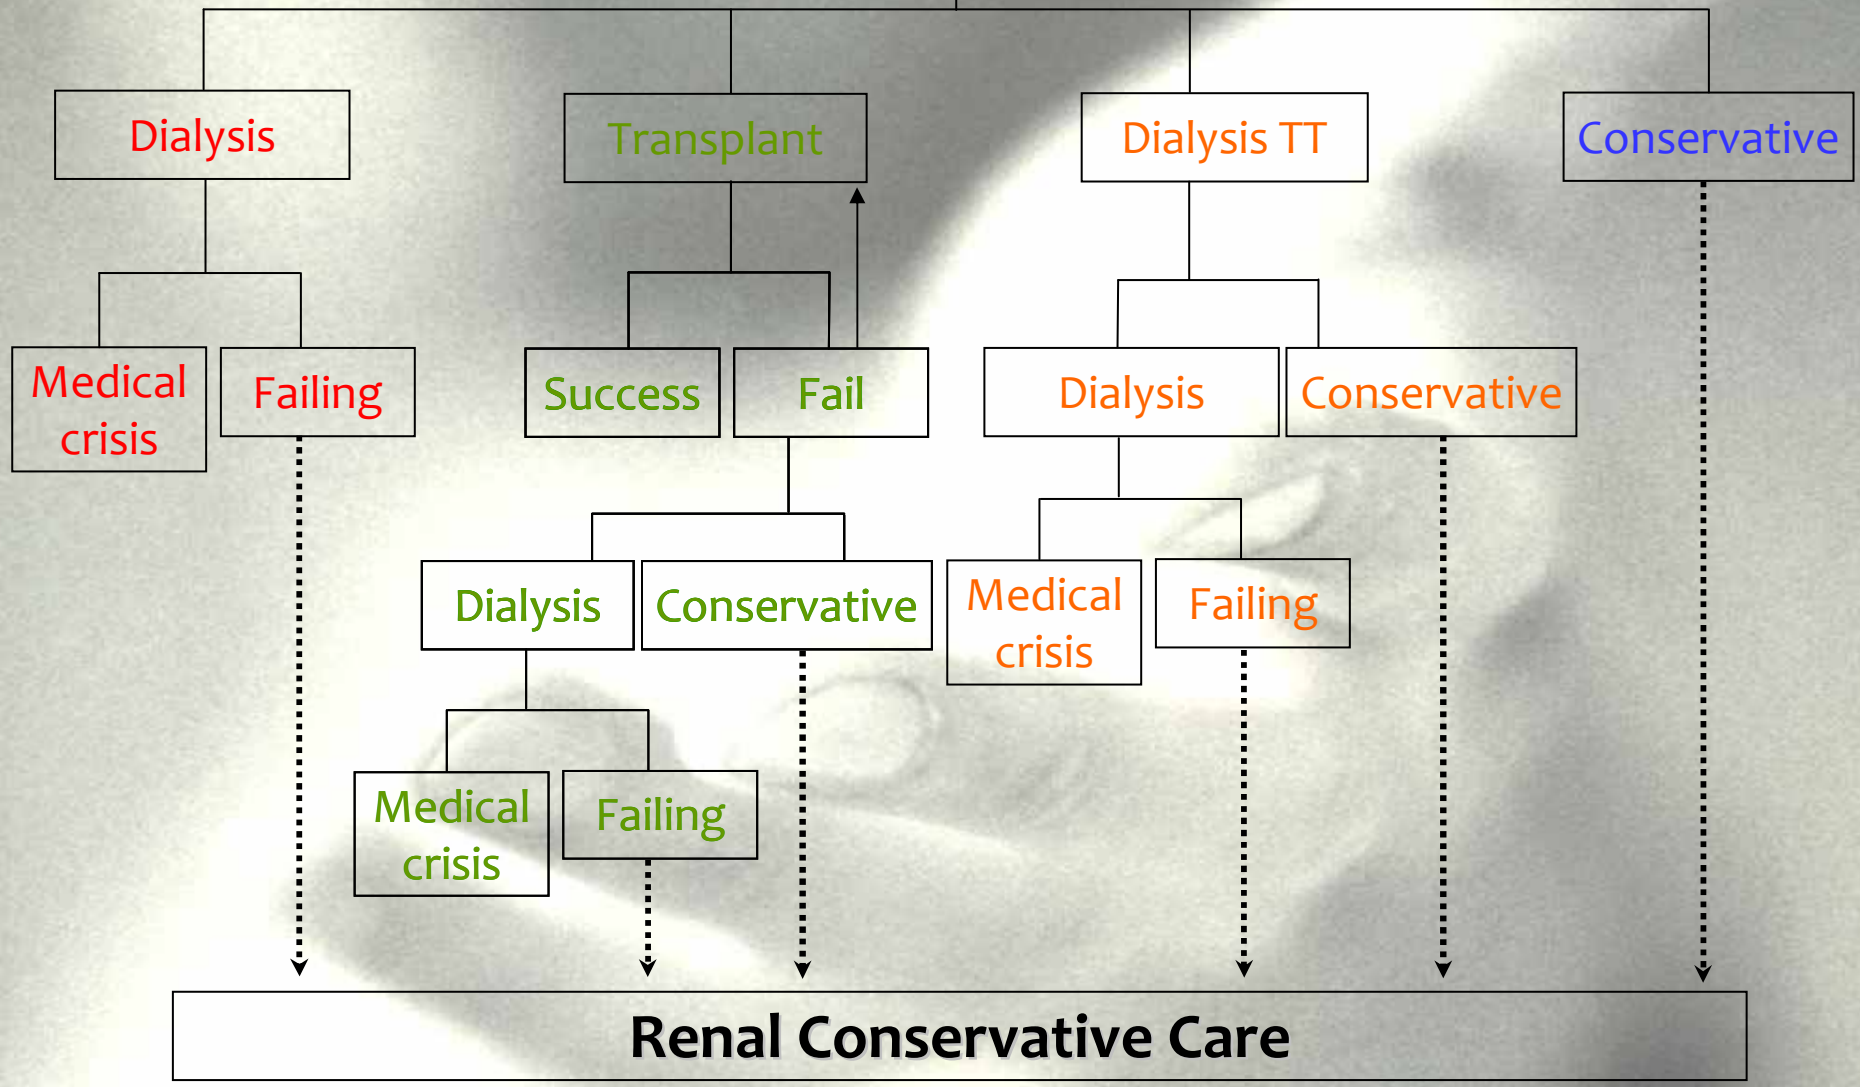 Dialysis
Transplant
Dialysis TT
Conservative
Medical
crisis
Failing
Success
Fail
Dialysis
Conservative
Dialysis
Conservative
Medical
crisis
Failing
Medical
crisis
Failing
Renal Conservative Care